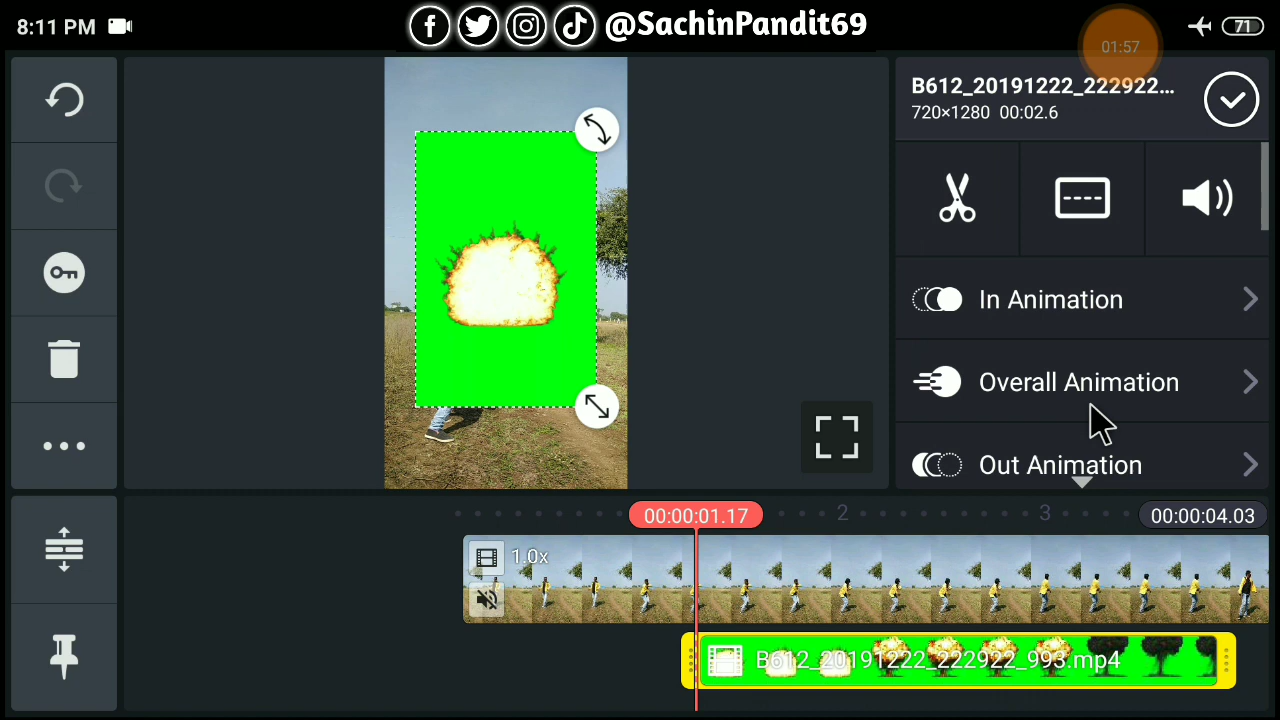 8:11 PM
@SachinPandit69
01:57
71
B612_20191222_222922...
720×1280 00:02.6
In Animation
Overall Animation
Out Animation
00:00:01.17
2
3
00:00:04.03
1.0x
B612_20191222_222922_993.mp4